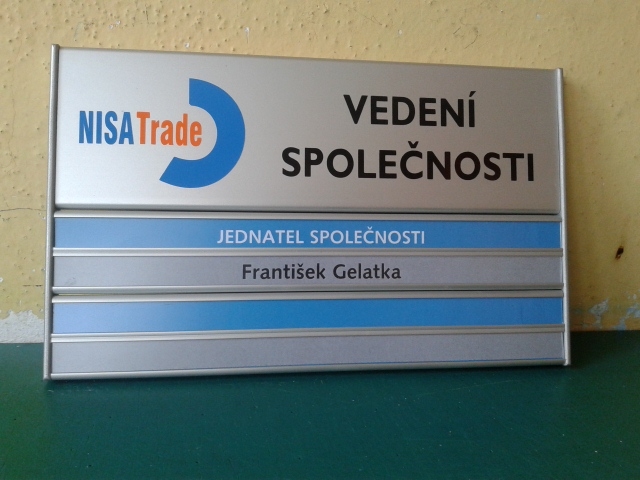 NISATrade
VEDENÍ
SPOLEČNOSTI
JEDNATEL SPOLEČNOSTI
František Gelatka